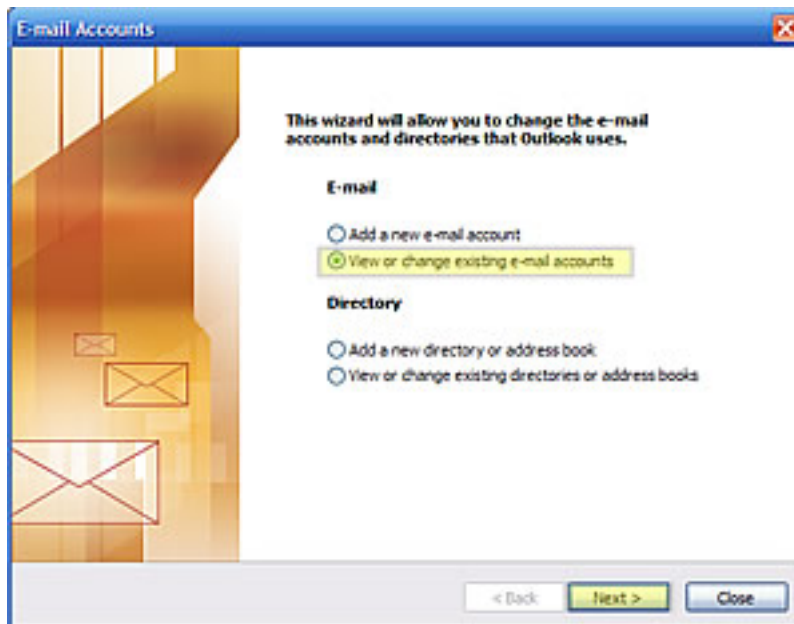 E-mail Accounts
This wizard will allow you to change the e-mail
accounts and directories that Outlook uses.
E-mail
Add a new e-mail account
View or change existing e-mail accounts
Directory
Add a new directory or address book
View or change existing directories or address books
< Back Next > Close